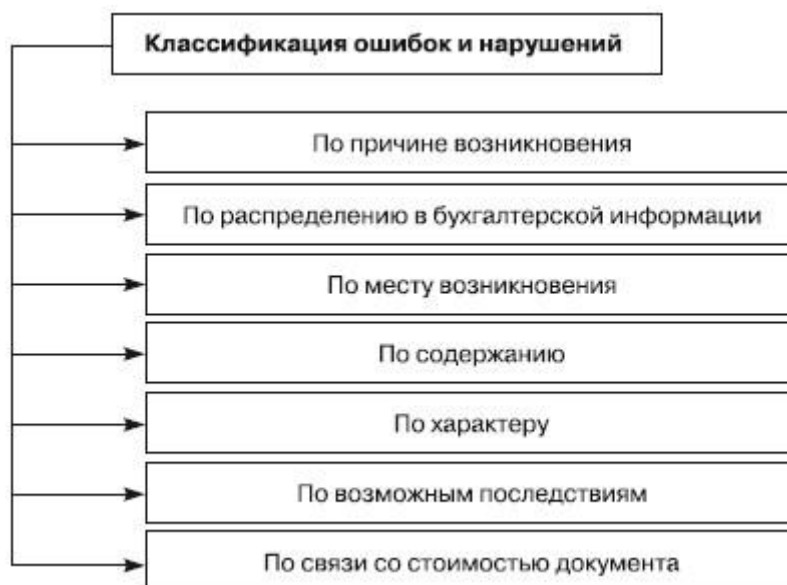 Классификация ошибок и нарушений
По причине возникновения
По распределению в бухгалтерской информации
По месту возникновения
По содержанию
По характеру
По возможным последствиям
По связи со стоимостью документа